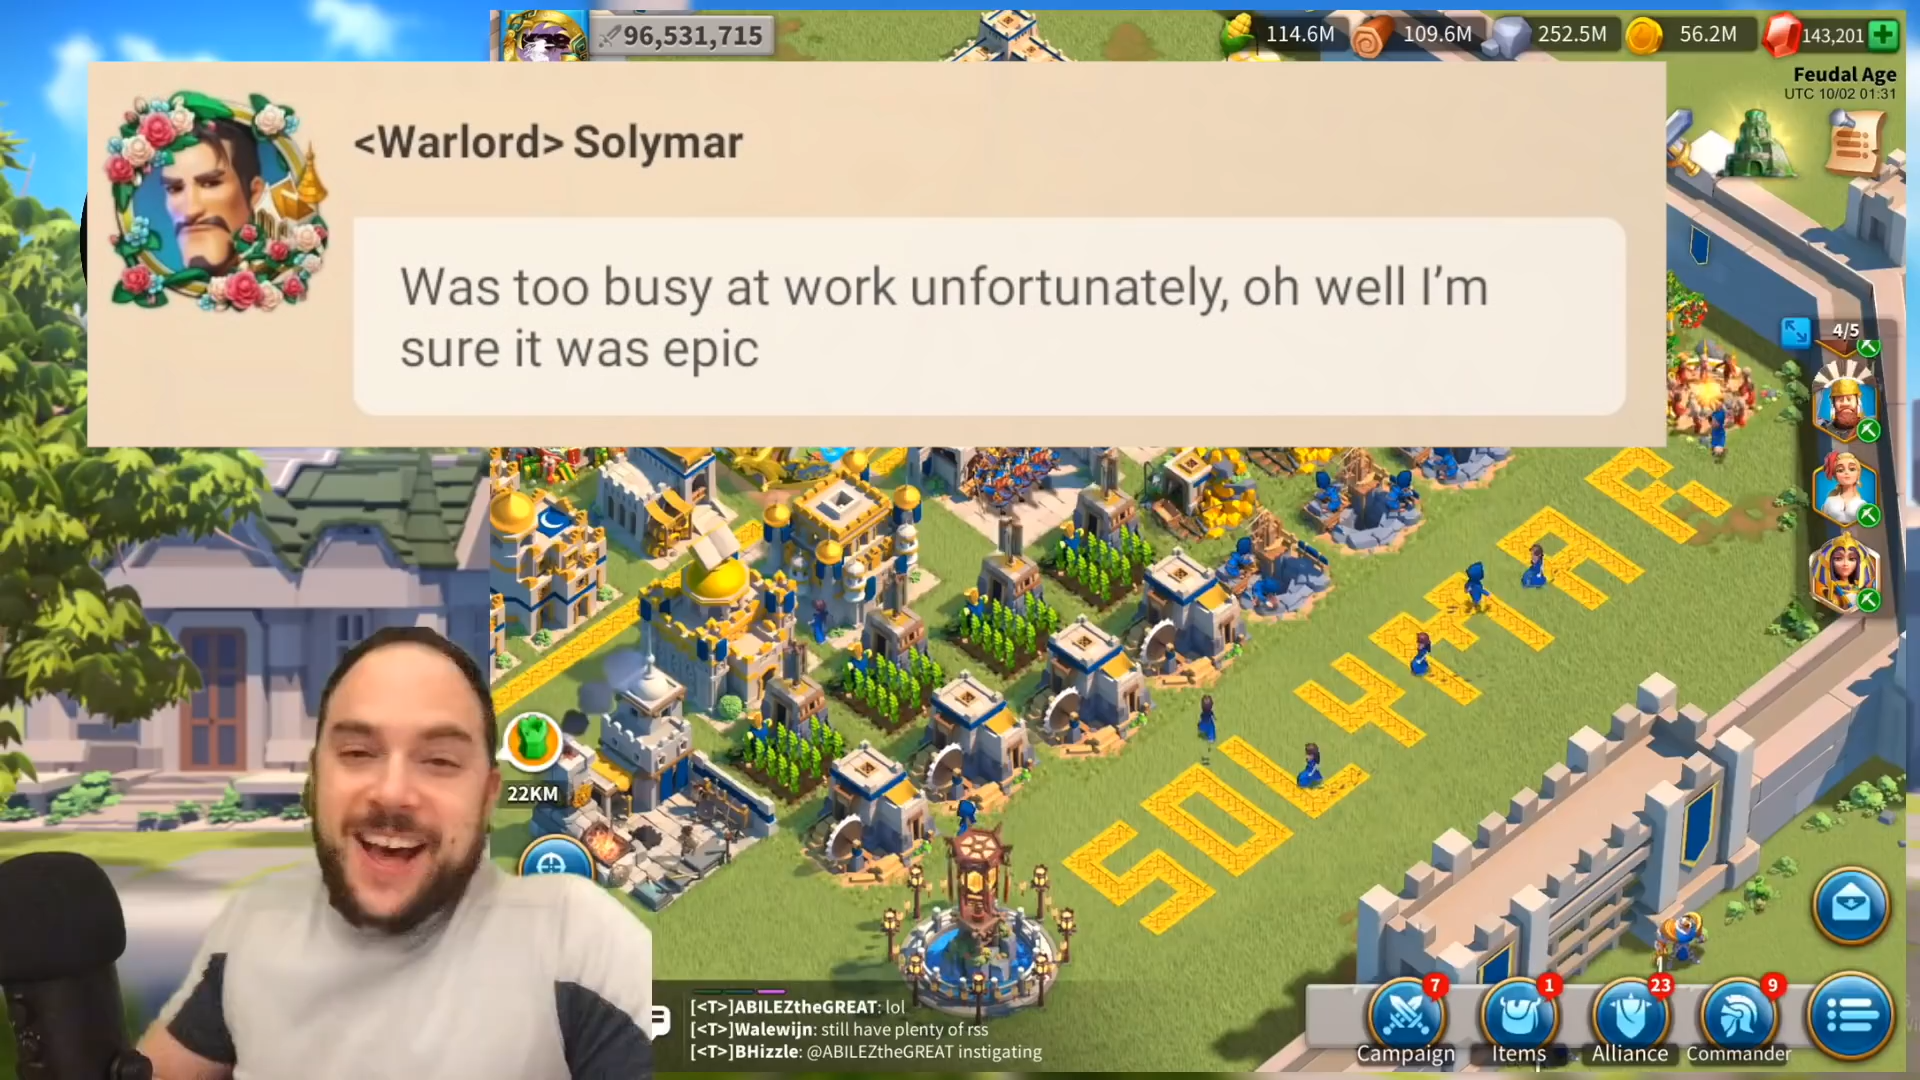 96,531,715
114.6M
109.6M
252.5M
56.2M
143,201
Feudal Age
UTC 10/02 01:31
<Warlord> Solymar
Was too busy at work unfortunately, oh well I'm
sure it was epic
4/5
SOLYMAR
22KM
[<T>]ABILEZtheGREAT: lol
[<T>]Walewijn: still have plenty of rss
[<T>]BHizzle: @ABILEZtheGREAT instigating
7
1
23
9
Campaign
Items
Alliance
Commander